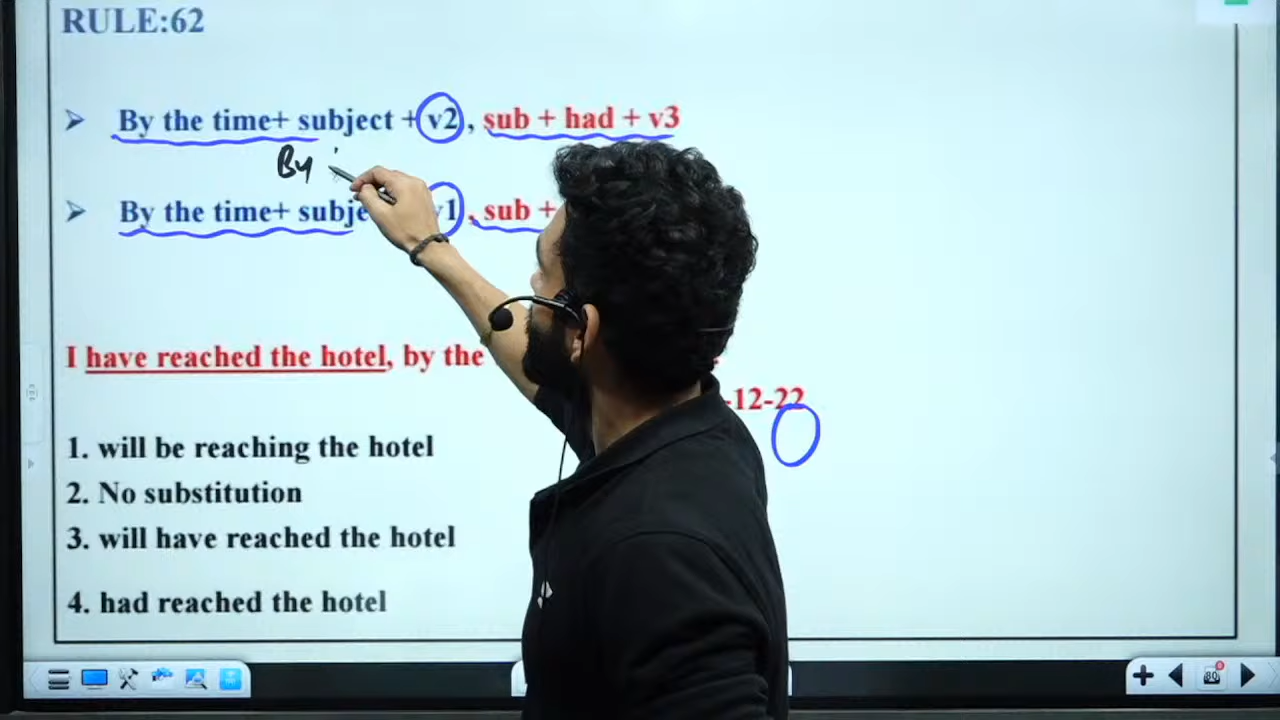 RULE:62
➤ By the time+ subject + v2 , sub + had + v3
By
➤ By the time+ subje v1 , sub +
I have reached the hotel, by the
-12-22
1. will be reaching the hotel
2. No substitution
3. will have reached the hotel
4. had reached the hotel
80